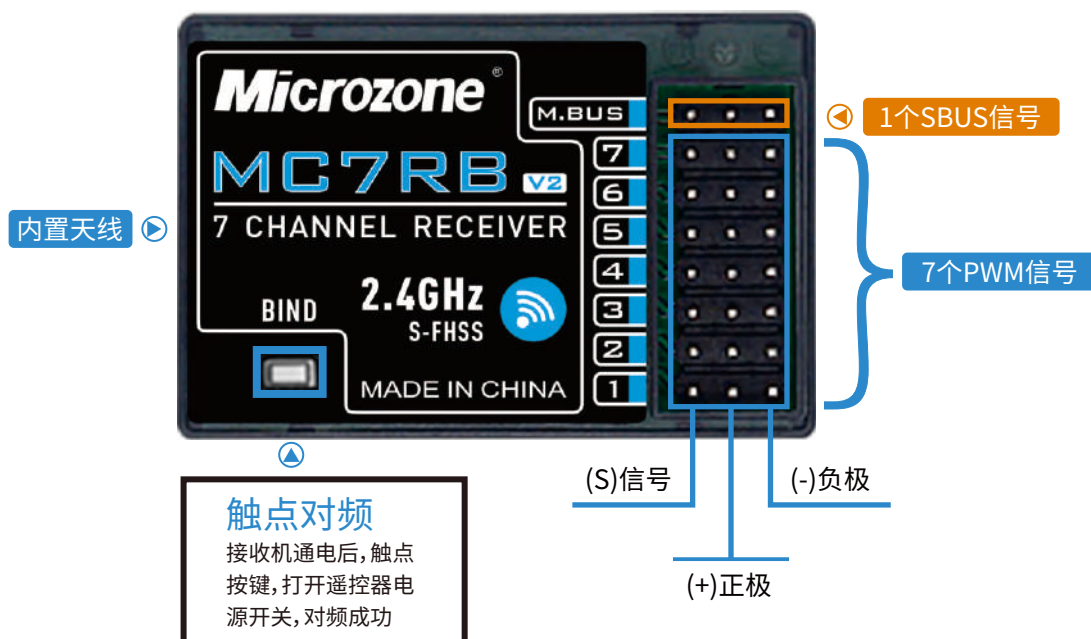 Microzone®
M.BUS
1个SBUS信号
MC7RB V2
7 CHANNEL RECEIVER
内置天线
7
6
5
4
3
2
1
7个PWM信号
2.4GHz
S-FHSS
BIND
MADE IN CHINA
(S)信号
(-)负极
(+)正极
触点对频
接收机通电后,触点
按键,打开遥控器电
源开关,对频成功